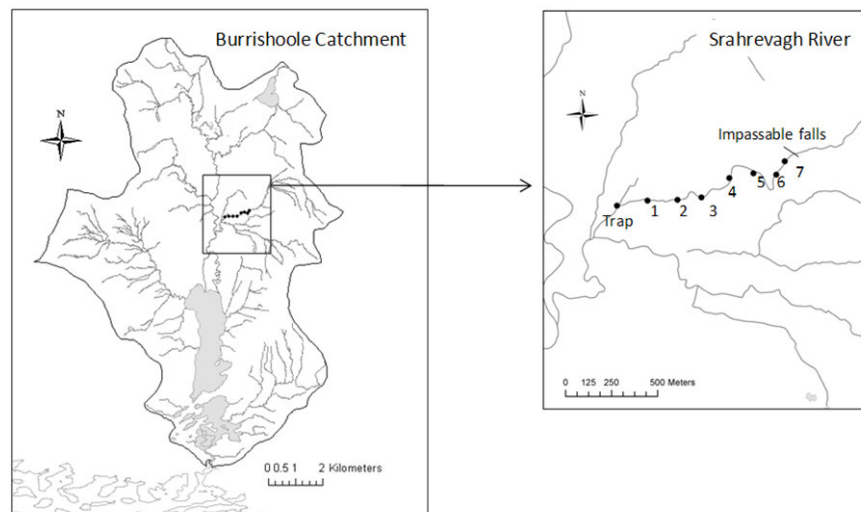 Burrishoole Catchment
N
0 0.5 1 2 Kilometers
Srahrevagh River
N
Impassable falls
7
6
5
4
3
2
1
Trap
0 125 250 500 Meters